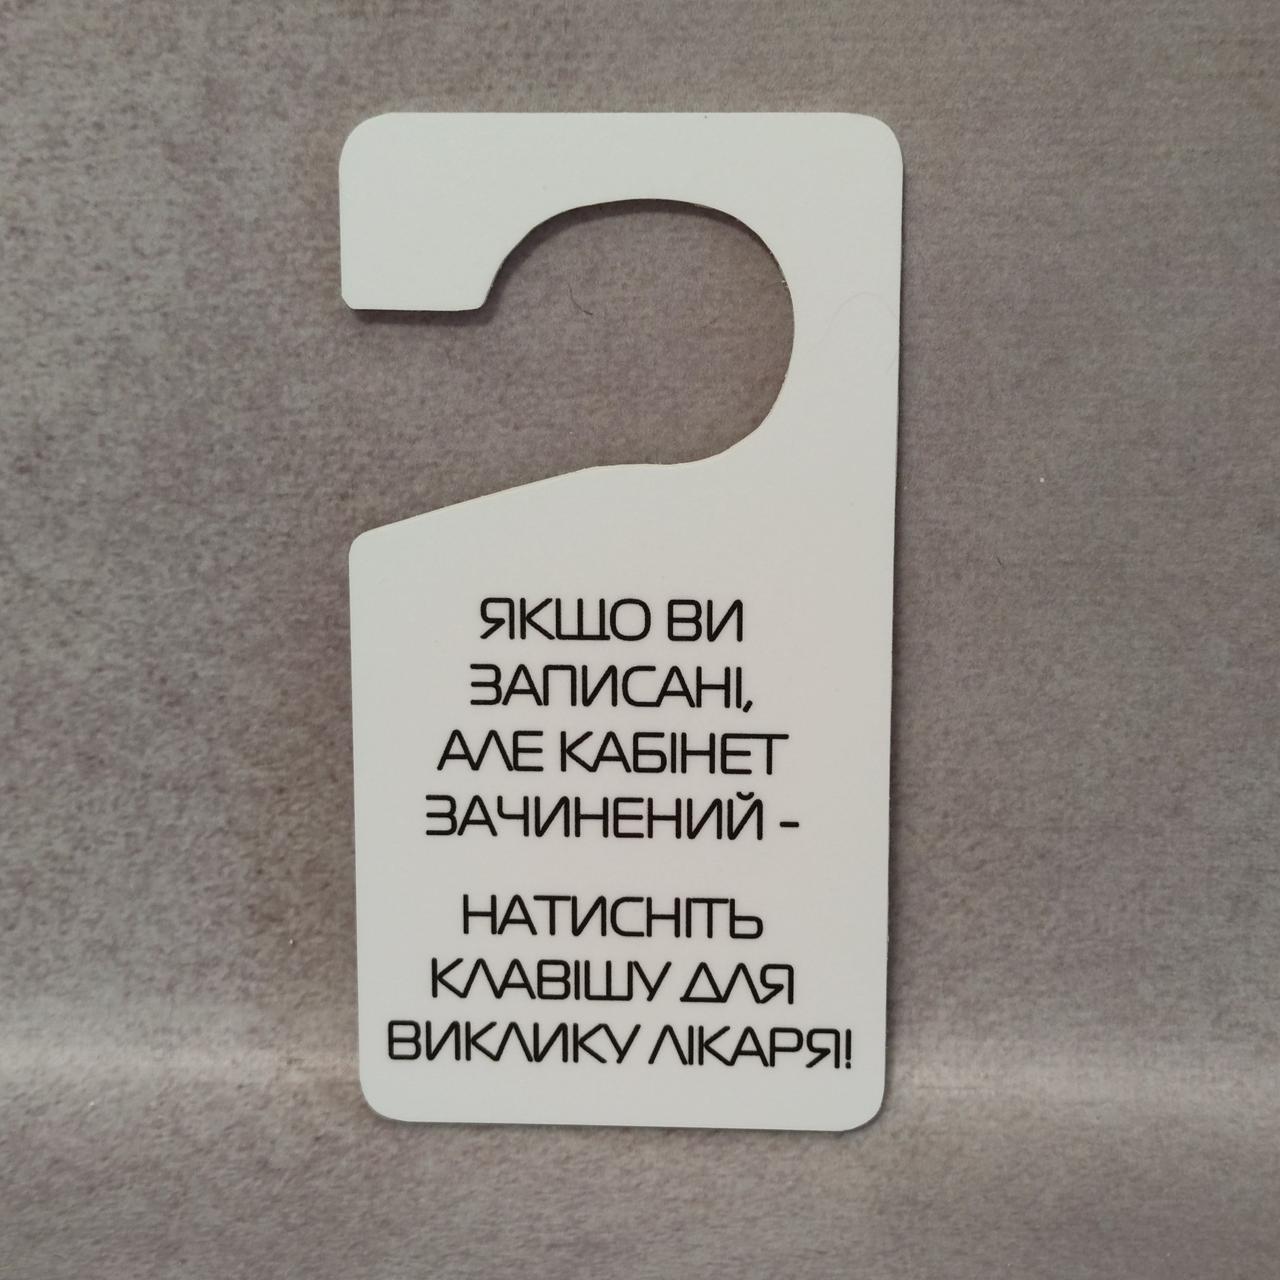 ЯКЩО ВИ
ЗАПИСАНІ,
АЛЕ КАБІНЕТ
ЗАЧИНЕНИЙ -
НАТИСНІТЬ
КЛАВІШУ ДЛЯ
ВИКЛИКУ ЛІКАРЯ!